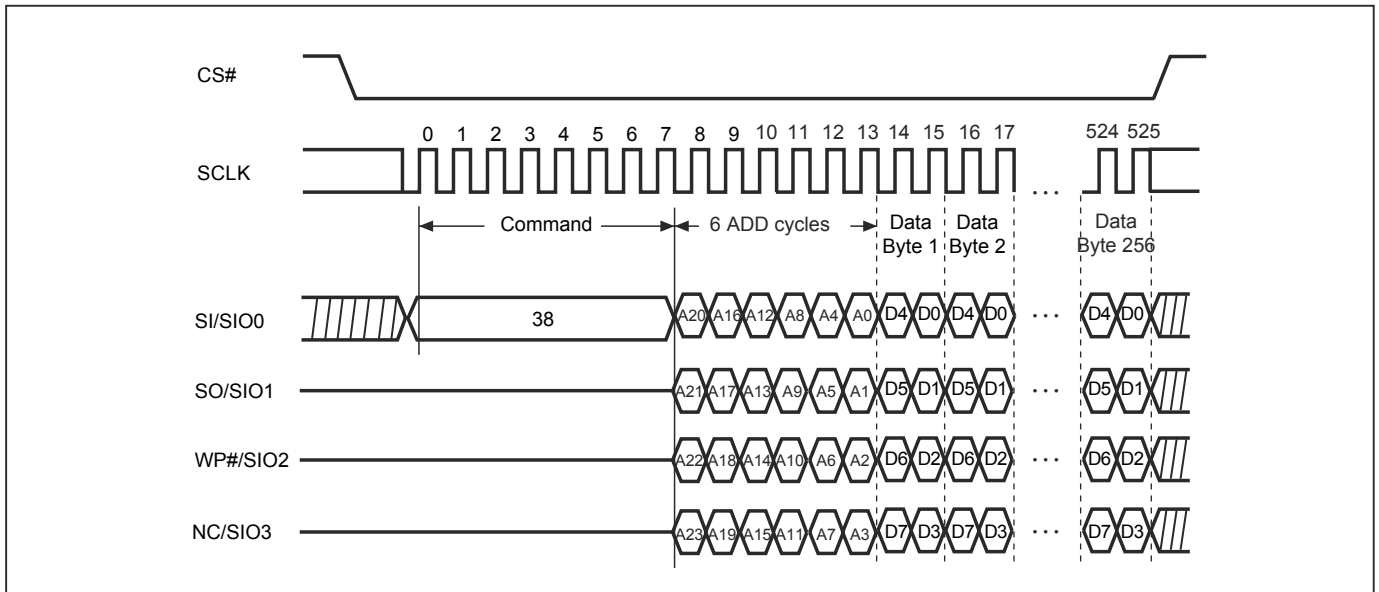 CS#
0 1 2 3 4 5 6 7 8 9 10 11 12 13 14 15 16 17 524 525
SCLK
Command 6 ADD cycles Data Byte 1 Data Byte 2 Data Byte 256
SI/SIO0 38 A20 A16 A12 A8 A4 A0 D4 D0 D4 D0 D4 D0
SO/SIO1 A21 A17 A13 A9 A5 A1 D5 D1 D5 D1 D5 D1
WP#/SIO2 A22 A18 A14 A10 A6 A2 D6 D2 D6 D2 D6 D2
NC/SIO3 A23 A19 A15 A11 A7 A3 D7 D3 D7 D3 D7 D3